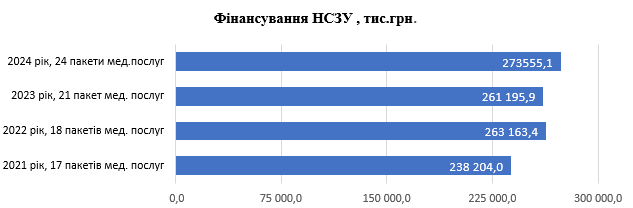 Фінансування НСЗУ , тис.грн.
2024 рік, 24 пакети мед.послуг
273555,1
2023 рік, 21 пакет мед. послуг
261 195,9
2022 рік, 18 пакетів мед. послуг
263 163,4
2021 рік, 17 пакетів мед. послуг
238 204,0
0,0 75 000,0 150 000,0 225 000,0 300 000,0